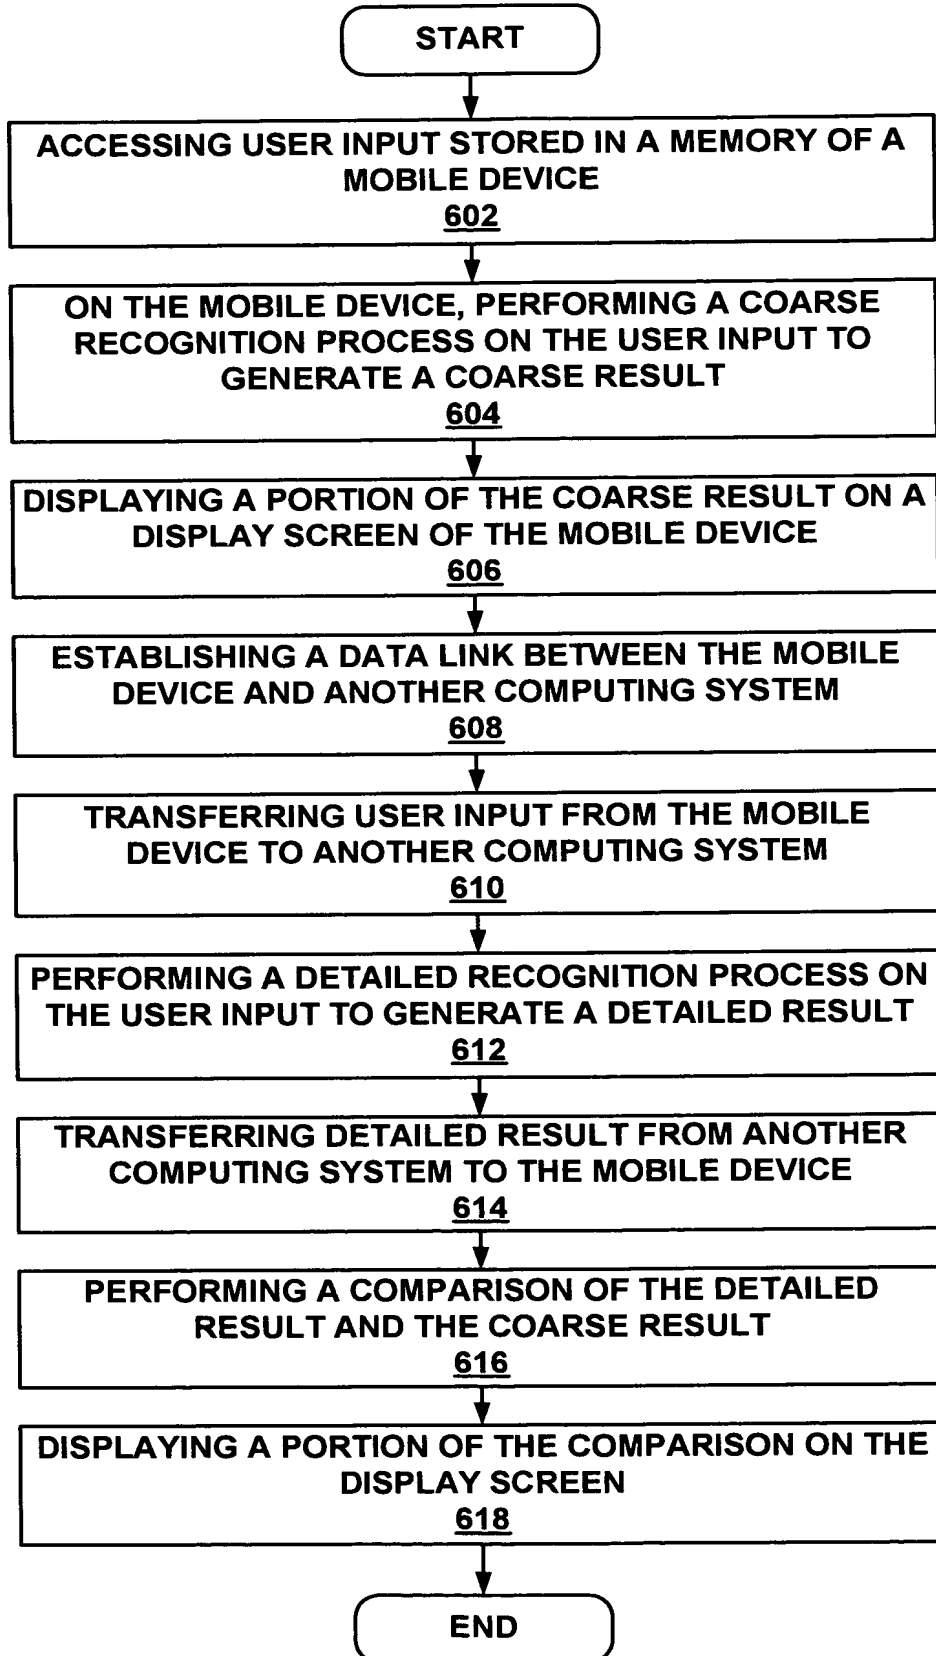 START
ACCESSING USER INPUT STORED IN A MEMORY OF A
MOBILE DEVICE
602
ON THE MOBILE DEVICE, PERFORMING A COARSE
RECOGNITION PROCESS ON THE USER INPUT TO
GENERATE A COARSE RESULT
604
DISPLAYING A PORTION OF THE COARSE RESULT ON A
DISPLAY SCREEN OF THE MOBILE DEVICE
606
ESTABLISHING A DATA LINK BETWEEN THE MOBILE
DEVICE AND ANOTHER COMPUTING SYSTEM
608
TRANSFERRING USER INPUT FROM THE MOBILE
DEVICE TO ANOTHER COMPUTING SYSTEM
610
PERFORMING A DETAILED RECOGNITION PROCESS ON
THE USER INPUT TO GENERATE A DETAILED RESULT
612
TRANSFERRING DETAILED RESULT FROM ANOTHER
COMPUTING SYSTEM TO THE MOBILE DEVICE
614
PERFORMING A COMPARISON OF THE DETAILED
RESULT AND THE COARSE RESULT
616
DISPLAYING A PORTION OF THE COMPARISON ON THE
DISPLAY SCREEN
618
END